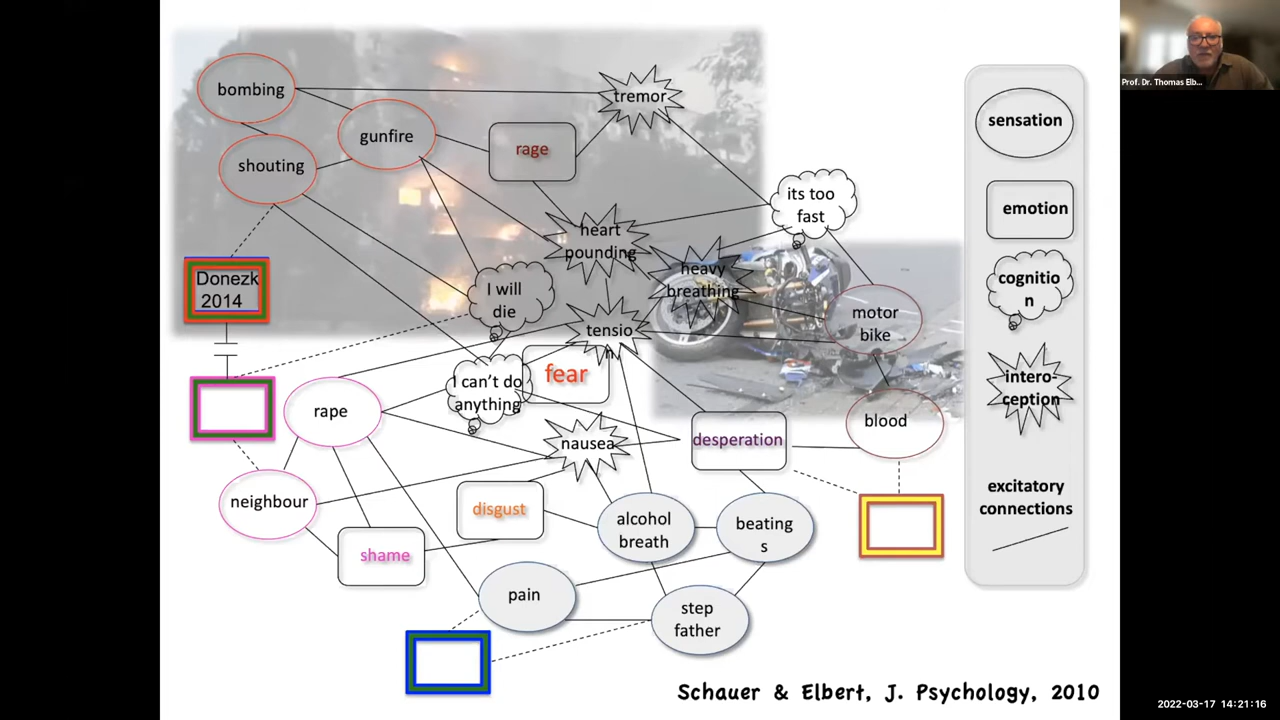 Prof. Dr. Thomas Elb...
bombing
tremor
gunfire
rage
shouting
its too
fast
heart
pounding
heavy
breathing
Donezk
2014
I will
die
motor
bike
tensio
n
fear
I can't do
anything
rape
blood
nausea
desperation
neighbour
disgust
alcohol
breath
beating
s
shame
pain
step
father
sensation
emotion
cognitio
n
intero-
ception
excitatory
connections
Schauer & Elbert, J. Psychology, 2010
2022-03-17 14:21:16